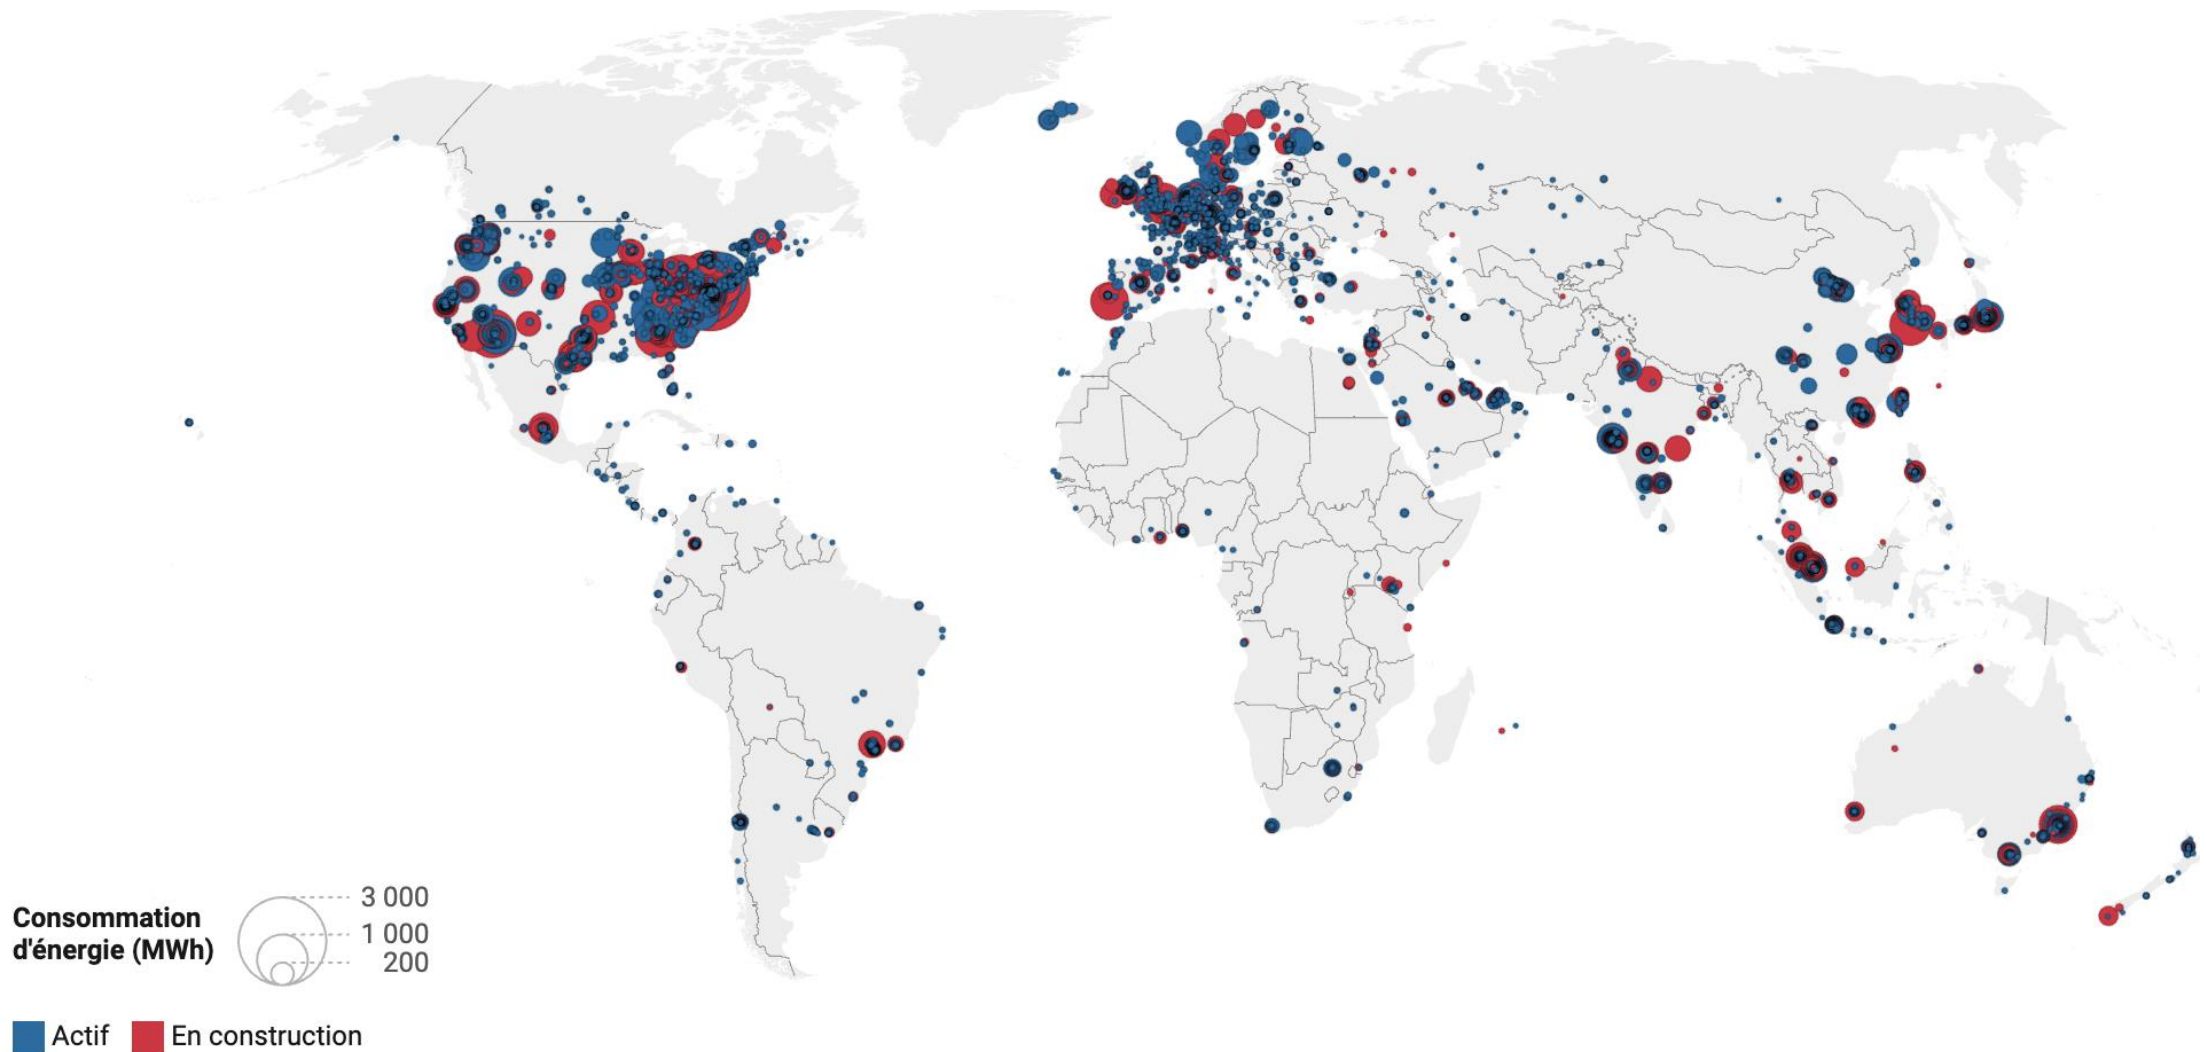 Consommation
d'énergie (MWh)
3 000
1 000
200
Actif
En construction